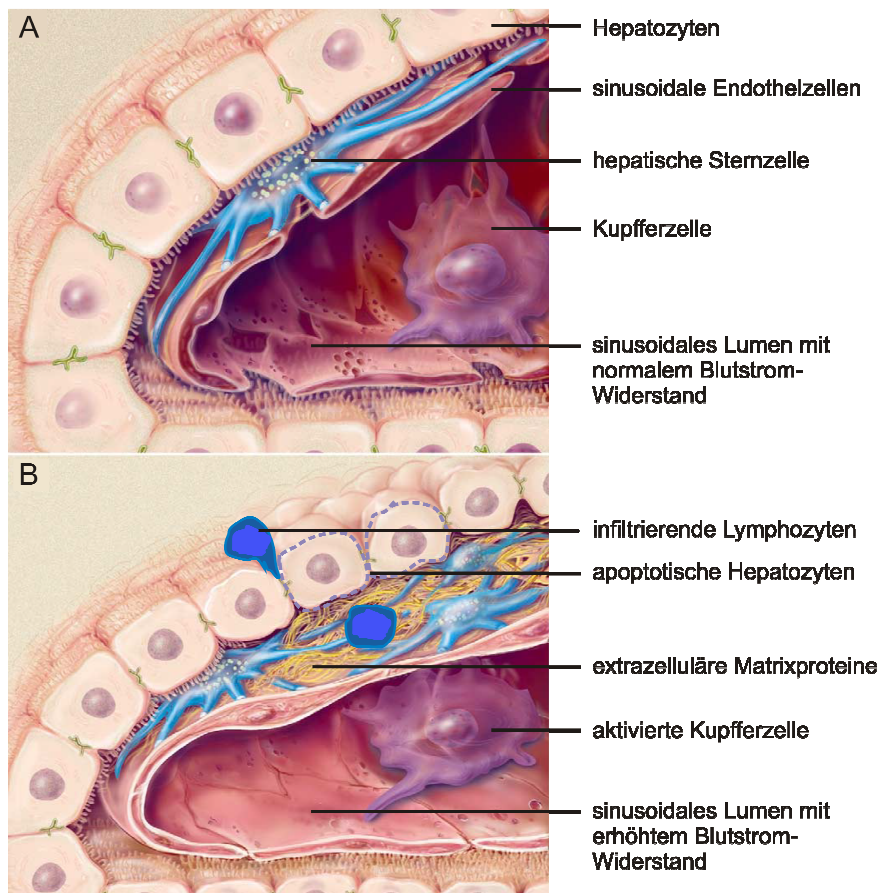 A
Hepatozyten
sinusoidale Endothelzellen
hepatische Sternzelle
Kupfferzelle
sinusoidales Lumen mit
normalem Blutstrom-
Widerstand
B
infiltrierende Lymphozyten
apoptotische Hepatozyten
extrazelluläre Matrixproteine
aktivierte Kupfferzelle
sinusoidales Lumen mit
erhöhtem Blutstrom-
Widerstand